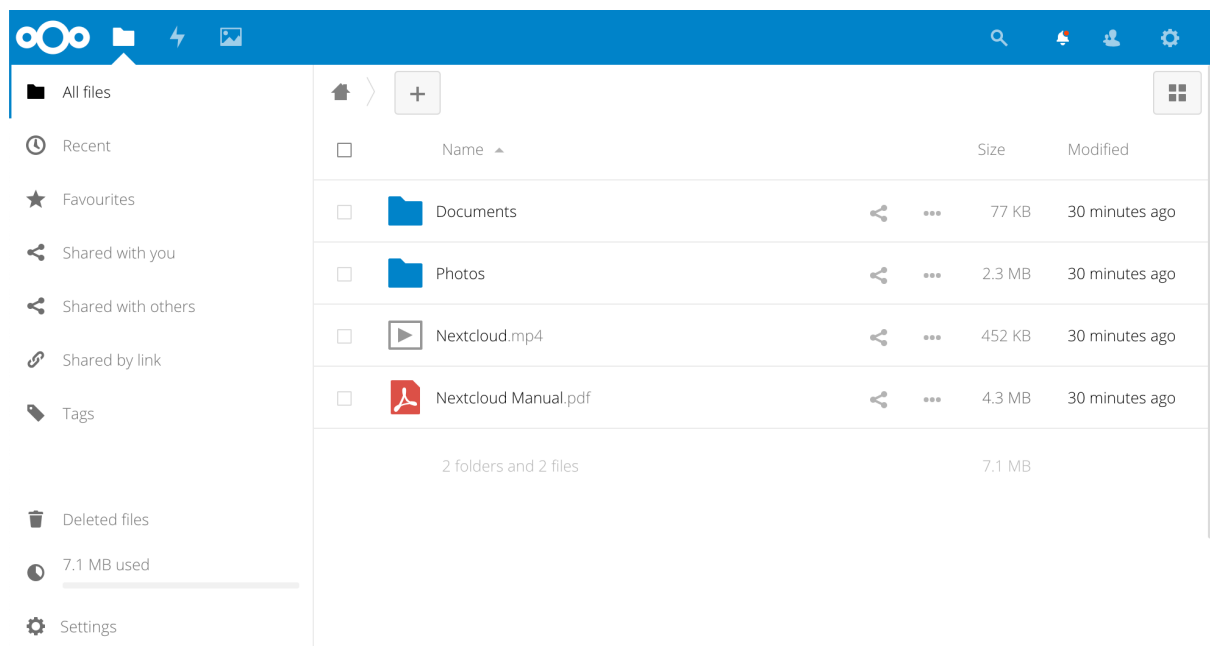 All files
Recent
Favourites
Shared with you
Shared with others
Shared by link
Tags
Deleted files
7.1 MB used
Settings
Name Size Modified
Documents 77 KB 30 minutes ago
Photos 2.3 MB 30 minutes ago
Nextcloud.mp4 452 KB 30 minutes ago
Nextcloud Manual.pdf 4.3 MB 30 minutes ago
2 folders and 2 files 7.1 MB